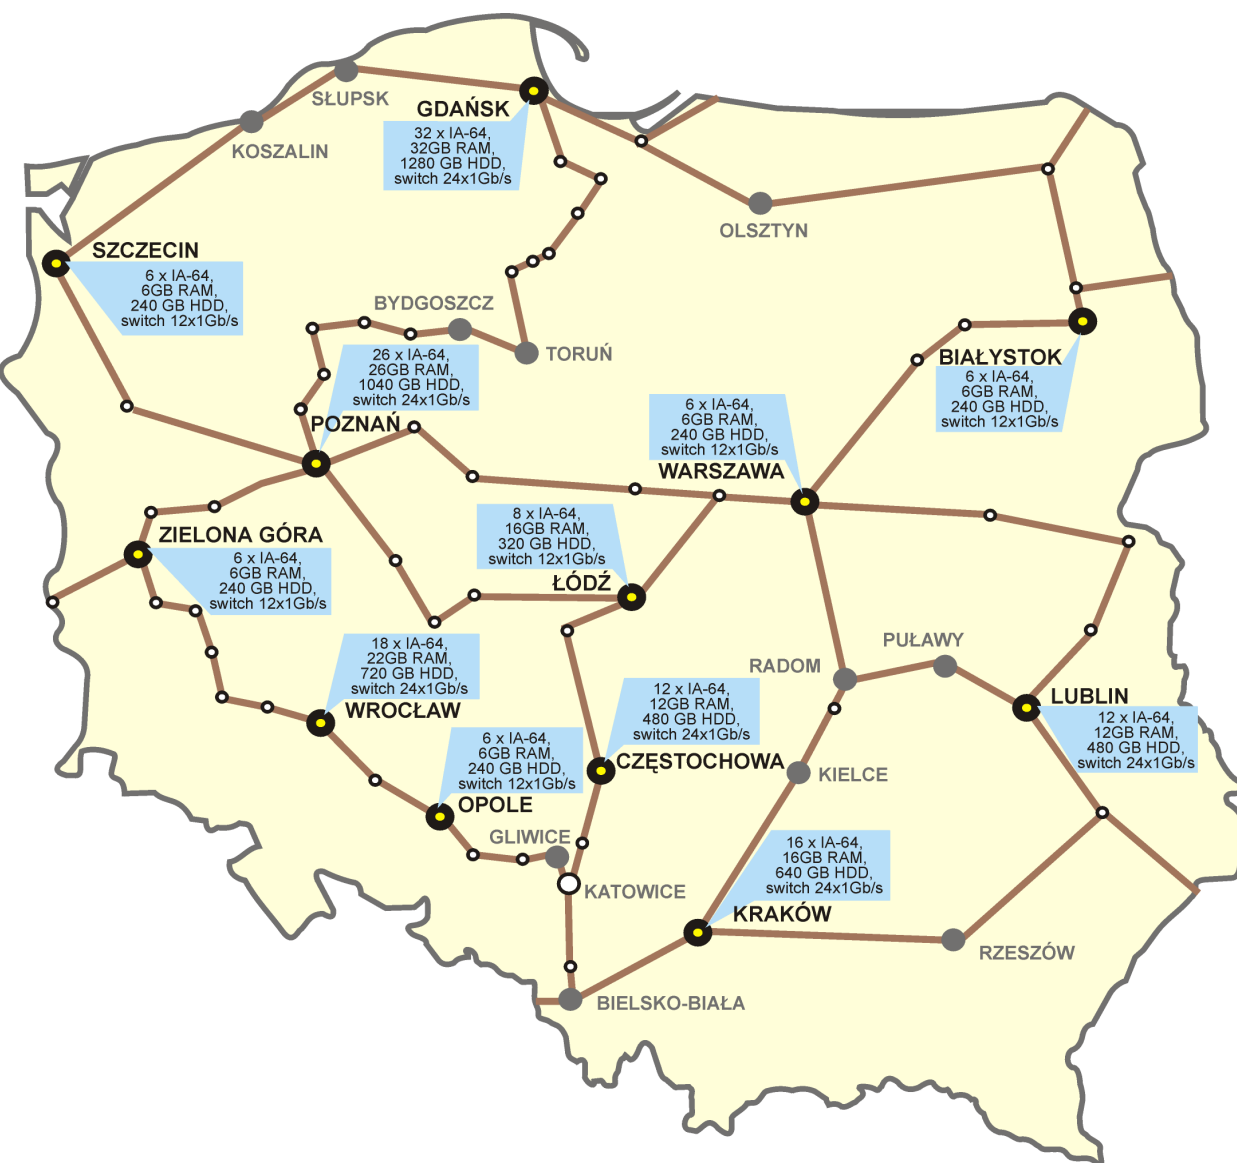 SŁUPSK
GDAŃSK
32 x IA-64,
32GB RAM,
1280 GB HDD,
switch 24x1Gb/s
KOSZALIN
OLSZTYN
SZCZECIN
6 x IA-64,
6GB RAM,
240 GB HDD,
switch 12x1Gb/s
BYDGOSZCZ
TORUŃ
26 x IA-64,
26GB RAM,
1040 GB HDD,
switch 24x1Gb/s
POZNAŃ
BIAŁYSTOK
6 x IA-64,
6GB RAM,
240 GB HDD,
switch 12x1Gb/s
6 x IA-64,
6GB RAM,
240 GB HDD,
switch 12x1Gb/s
WARSZAWA
8 x IA-64,
16GB RAM,
320 GB HDD,
switch 12x1Gb/s
ŁÓDŹ
ZIELONA GÓRA
6 x IA-64,
6GB RAM,
240 GB HDD,
switch 12x1Gb/s
18 x IA-64,
22GB RAM,
720 GB HDD,
switch 24x1Gb/s
WROCŁAW
PUŁAWY
RADOM
LUBLIN
12 x IA-64,
12GB RAM,
480 GB HDD,
switch 24x1Gb/s
12 x IA-64,
12GB RAM,
480 GB HDD,
switch 24x1Gb/s
CZĘSTOCHOWA
KIELCE
6 x IA-64,
6GB RAM,
240 GB HDD,
switch 12x1Gb/s
OPOLE
GLIWICE
KATOWICE
16 x IA-64,
16GB RAM,
640 GB HDD,
switch 24x1Gb/s
KRAKÓW
RZESZÓW
BIELSKO-BIAŁA